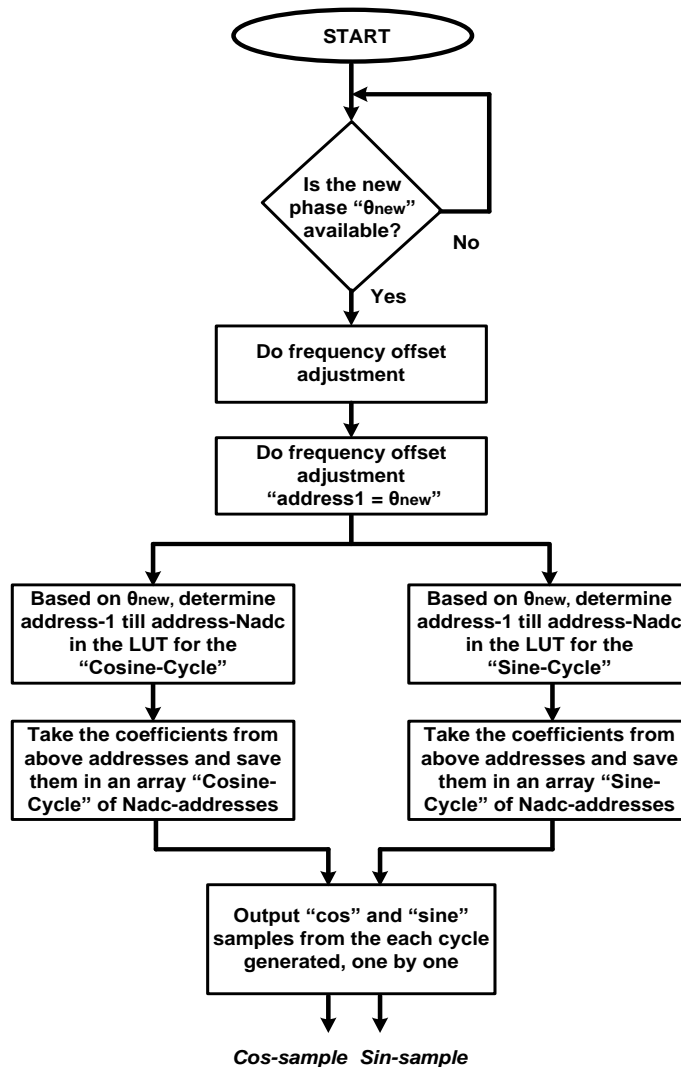 START
Is the new
phase “θnew”
available?
No
Yes
Do frequency offset
adjustment
Do frequency offset
adjustment
“address1 = θnew”
Based on θnew, determine
address-1 till address-Nadc
in the LUT for the
“Cosine-Cycle”
Based on θnew, determine
address-1 till address-Nadc
in the LUT for the
“Sine-Cycle”
Take the coefficients from
above addresses and save
them in an array “Cosine-
Cycle” of Nadc-addresses
Take the coefficients from
above addresses and save
them in an array “Sine-
Cycle” of Nadc-addresses
Output “cos” and “sine”
samples from the each cycle
generated, one by one
Cos-sample Sin-sample